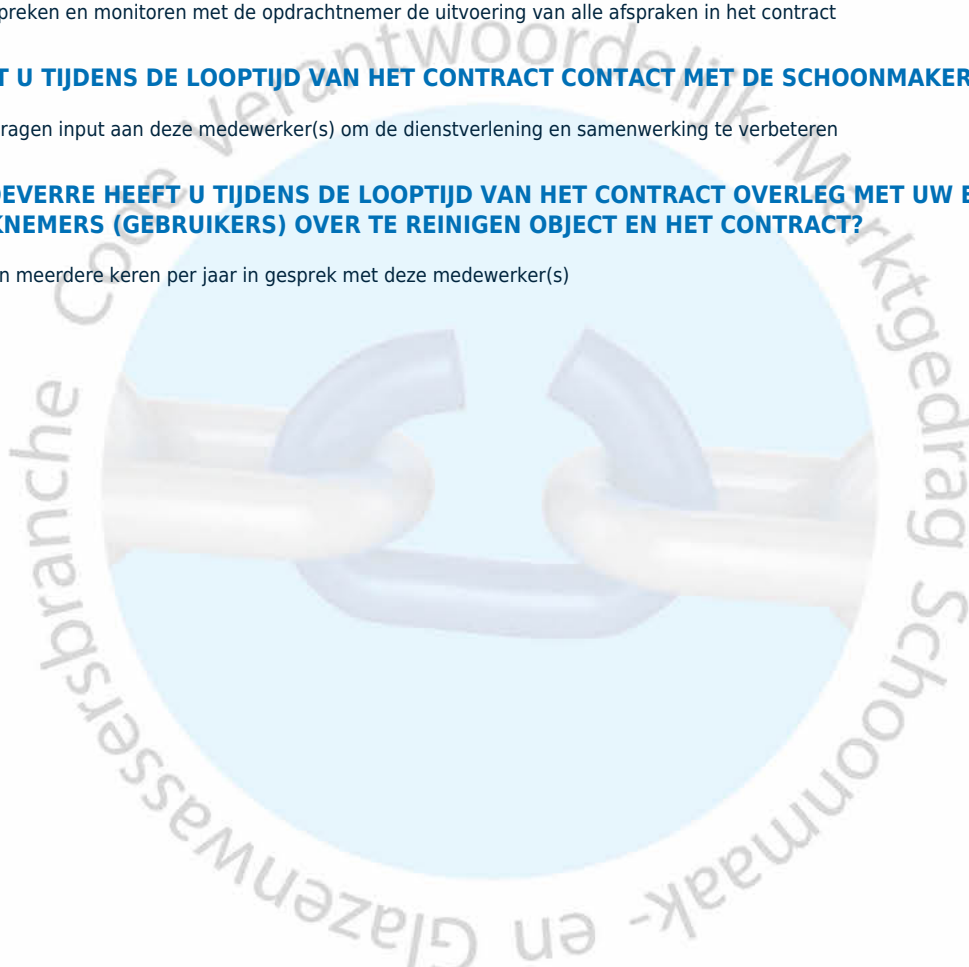 preken en monitoren met de opdrachtnemer de uitvoering van alle afspraken in het contract
T U TIJDENS DE LOOPTIJD VAN HET CONTRACT CONTACT MET DE SCHOONMAKER
ragen input aan deze medewerker(s) om de dienstverlening en samenwerking te verbeteren
OEVERRE HEEFT U TIJDENS DE LOOPTIJD VAN HET CONTRACT OVERLEG MET UW E
KNEMERS (GEBRUIKERS) OVER TE REINIGEN OBJECT EN HET CONTRACT?
n meerdere keren per jaar in gesprek met deze medewerker(s)
Code Verantwoordelijk Marktgedrag Schoonmaak- en Glazenwassersbranche